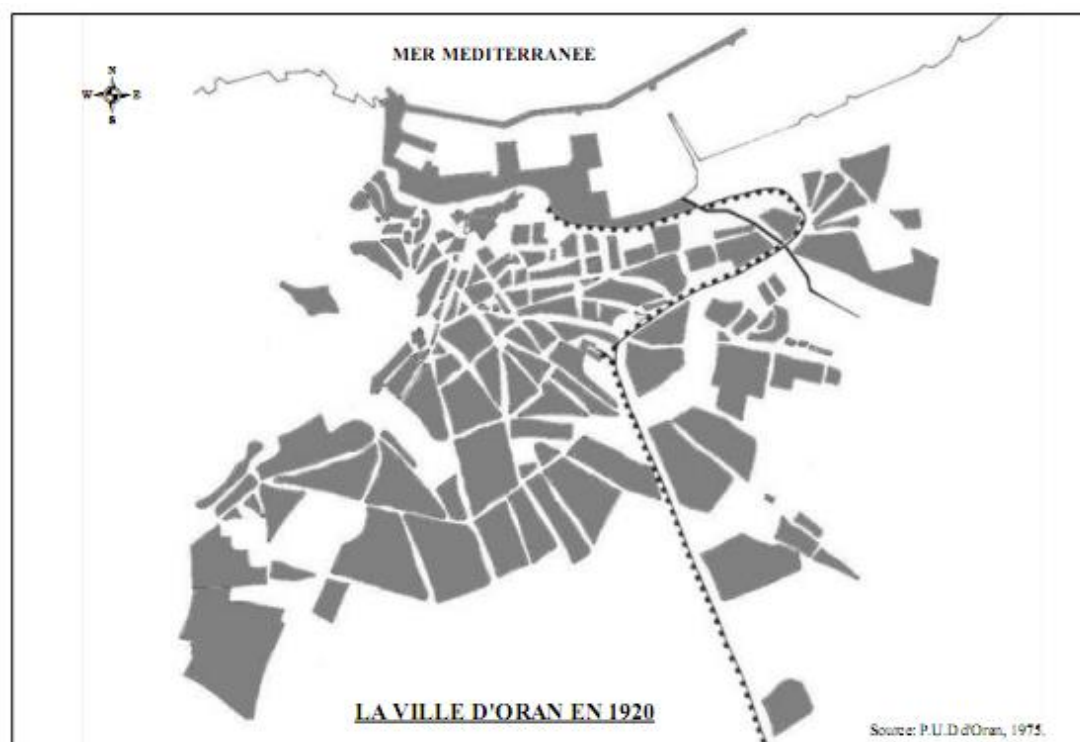 MER MEDITERRANEE
N
W E
S
LA VILLE D'ORAN EN 1920
Source: P.U.D d'Oran, 1975.